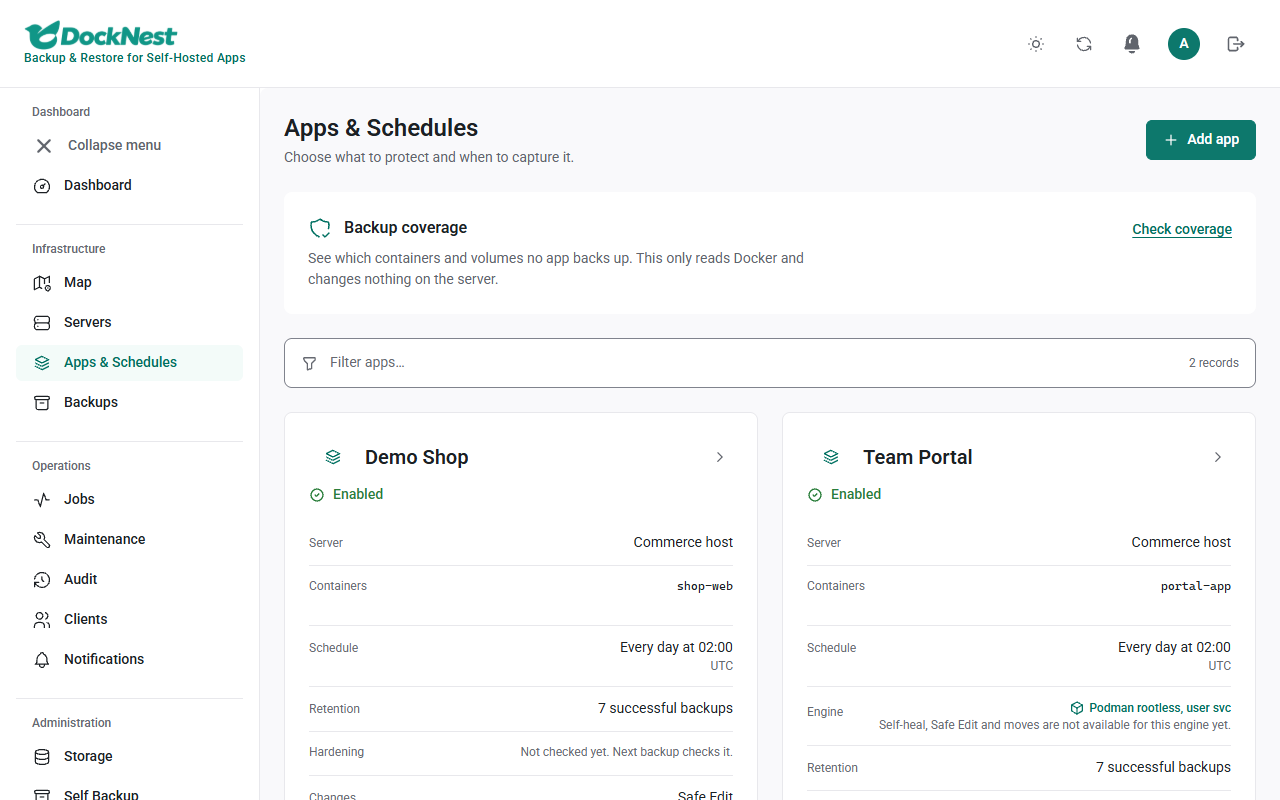 DockNest
Backup & Restore for Self-Hosted Apps
A
Dashboard
Collapse menu
Dashboard
Infrastructure
Map
Servers
Apps & Schedules
Backups
Operations
Jobs
Maintenance
Audit
Clients
Notifications
Administration
Storage
Self Backup
Apps & Schedules
Choose what to protect and when to capture it.
Add app
Backup coverage
Check coverage
See which containers and volumes no app backs up. This only reads Docker and
changes nothing on the server.
Filter apps...
2 records
Demo Shop
Enabled
Server Commerce host
Containers shop-web
Schedule Every day at 02:00
UTC
Retention 7 successful backups
Hardening Not checked yet. Next backup checks it.
Changes Safe Edit
Team Portal
Enabled
Server Commerce host
Containers portal-app
Schedule Every day at 02:00
UTC
Engine Podman rootless, user svc
Self-heal, Safe Edit and moves are not available for this engine yet.
Retention 7 successful backups